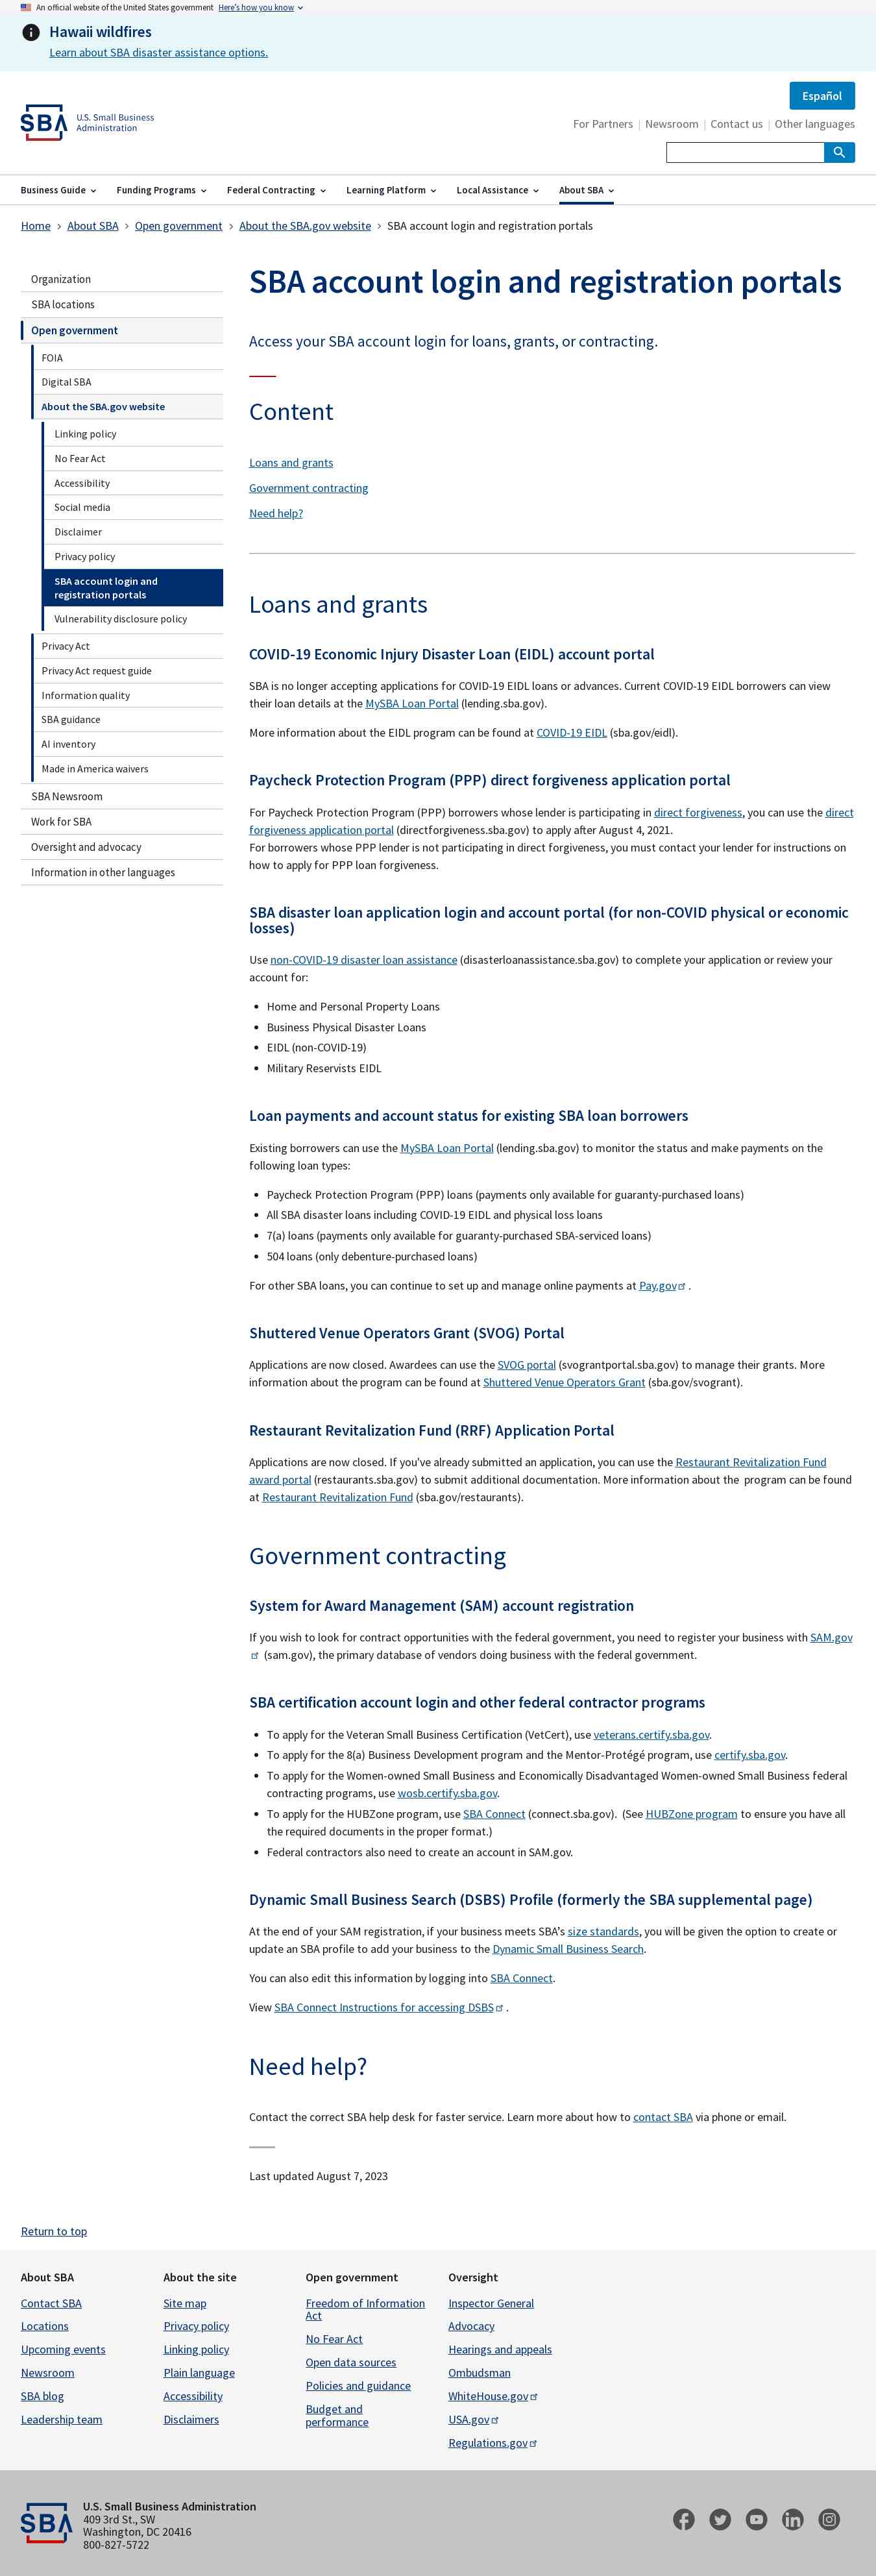 An official website of the United States government Here's how you know
Hawaii wildfires
Learn about SBA disaster assistance options.
Español
SBA U.S. Small Business
Administration
For Partners | Newsroom | Contact us | Other languages
Business Guide Funding Programs Federal Contracting Learning Platform Local Assistance About SBA
Home > About SBA > Open government > About the SBA.gov website > SBA account login and registration portals
Organization
SBA locations
Open government
FOIA
Digital SBA
About the SBA.gov website
Linking policy
No Fear Act
Accessibility
Social media
Disclaimer
Privacy policy
SBA account login and
registration portals
Vulnerability disclosure policy
Privacy Act
Privacy Act request guide
Information quality
SBA guidance
AI inventory
Made in America waivers
SBA Newsroom
Work for SBA
Oversight and advocacy
Information in other languages
SBA account login and registration portals
Access your SBA account login for loans, grants, or contracting.
Content
Loans and grants
Government contracting
Need help?
Loans and grants
COVID-19 Economic Injury Disaster Loan (EIDL) account portal
SBA is no longer accepting applications for COVID-19 EIDL loans or advances. Current COVID-19 EIDL borrowers can view
their loan details at the MySBA Loan Portal (lending.sba.gov).
More information about the EIDL program can be found at COVID-19 EIDL (sba.gov/eidl).
Paycheck Protection Program (PPP) direct forgiveness application portal
For Paycheck Protection Program (PPP) borrowers whose lender is participating in direct forgiveness, you can use the direct
forgiveness application portal (directforgiveness.sba.gov) to apply after August 4, 2021.
For borrowers whose PPP lender is not participating in direct forgiveness, you must contact your lender for instructions on
how to apply for PPP loan forgiveness.
SBA disaster loan application login and account portal (for non-COVID physical or economic
losses)
Use non-COVID-19 disaster loan assistance (disasterloanassistance.sba.gov) to complete your application or review your
account for:
• Home and Personal Property Loans
• Business Physical Disaster Loans
• EIDL (non-COVID-19)
• Military Reservists EIDL
Loan payments and account status for existing SBA loan borrowers
Existing borrowers can use the MySBA Loan Portal (lending.sba.gov) to monitor the status and make payments on the
following loan types:
• Paycheck Protection Program (PPP) loans (payments only available for guaranty-purchased loans)
• All SBA disaster loans including COVID-19 EIDL and physical loss loans
• 7(a) loans (payments only available for guaranty-purchased SBA-serviced loans)
• 504 loans (only debenture-purchased loans)
For other SBA loans, you can continue to set up and manage online payments at Pay.gov .
Shuttered Venue Operators Grant (SVOG) Portal
Applications are now closed. Awardees can use the SVOG portal (svograntportal.sba.gov) to manage their grants. More
information about the program can be found at Shuttered Venue Operators Grant (sba.gov/svogrant).
Restaurant Revitalization Fund (RRF) Application Portal
Applications are now closed. If you've already submitted an application, you can use the Restaurant Revitalization Fund
award portal (restaurants.sba.gov) to submit additional documentation. More information about the program can be found
at Restaurant Revitalization Fund (sba.gov/restaurants).
Government contracting
System for Award Management (SAM) account registration
If you wish to look for contract opportunities with the federal government, you need to register your business with SAM.gov
(sam.gov), the primary database of vendors doing business with the federal government.
SBA certification account login and other federal contractor programs
• To apply for the Veteran Small Business Certification (VetCert), use veterans.certify.sba.gov.
• To apply for the 8(a) Business Development program and the Mentor-Protégé program, use certify.sba.gov.
• To apply for the Women-owned Small Business and Economically Disadvantaged Women-owned Small Business federal
contracting programs, use wosb.certify.sba.gov.
• To apply for the HUBZone program, use SBA Connect (connect.sba.gov). (See HUBZone program to ensure you have all
the required documents in the proper format.)
• Federal contractors also need to create an account in SAM.gov.
Dynamic Small Business Search (DSBS) Profile (formerly the SBA supplemental page)
At the end of your SAM registration, if your business meets SBA's size standards, you will be given the option to create or
update an SBA profile to add your business to the Dynamic Small Business Search.
You can also edit this information by logging into SBA Connect.
View SBA Connect Instructions for accessing DSBS .
Need help?
Contact the correct SBA help desk for faster service. Learn more about how to contact SBA via phone or email.
Last updated August 7, 2023
Return to top
About SBA
Contact SBA
Locations
Upcoming events
Newsroom
SBA blog
Leadership team
About the site
Site map
Privacy policy
Linking policy
Plain language
Accessibility
Disclaimers
Open government
Freedom of Information
Act
No Fear Act
Open data sources
Policies and guidance
Budget and
performance
Oversight
Inspector General
Advocacy
Hearings and appeals
Ombudsman
WhiteHouse.gov
USA.gov
Regulations.gov
SBA
U.S. Small Business Administration
409 3rd St., SW
Washington, DC 20416
800-827-5722